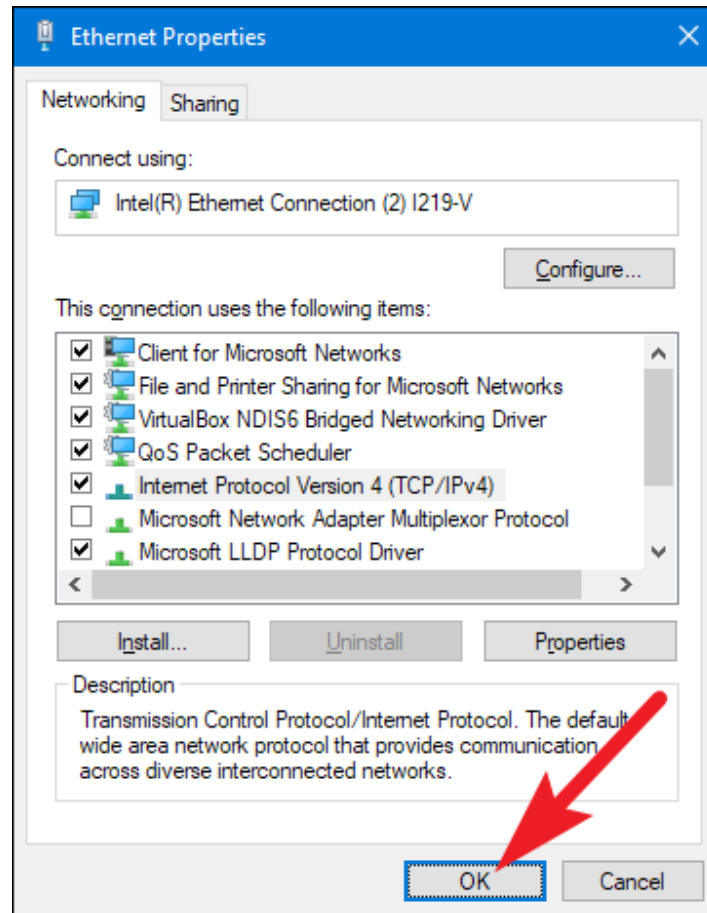 Ethernet Properties
Networking Sharing
Connect using:
Intel(R) Ethernet Connection (2) I219-V
Configure...
This connection uses the following items:
Client for Microsoft Networks
File and Printer Sharing for Microsoft Networks
VirtualBox NDIS6 Bridged Networking Driver
QoS Packet Scheduler
Internet Protocol Version 4 (TCP/IPv4)
Microsoft Network Adapter Multiplexor Protocol
Microsoft LLDP Protocol Driver
Install... Uninstall Properties
Description
Transmission Control Protocol/Internet Protocol. The default
wide area network protocol that provides communication
across diverse interconnected networks.
OK Cancel